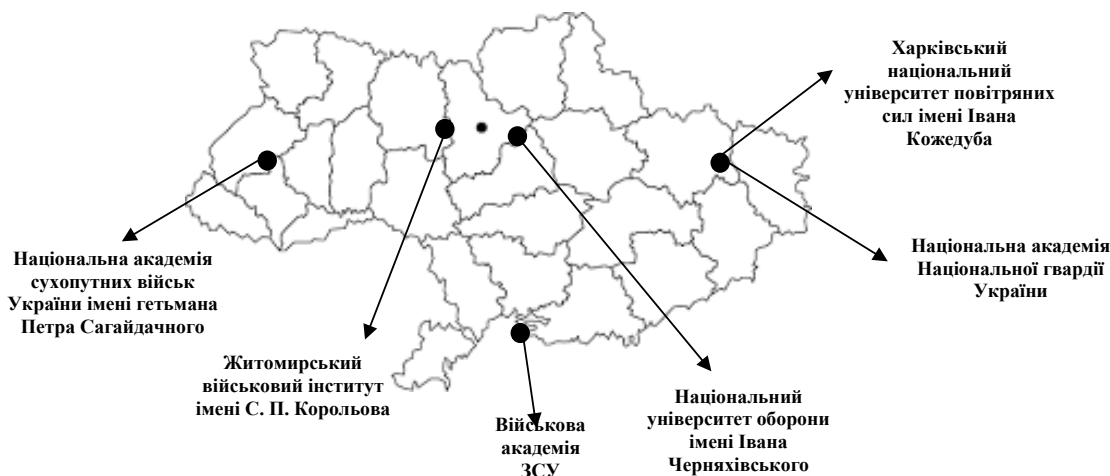 Харківський
національний
університет повітряних
сил імені Івана
Кожедуба
Національна академія
сухопутних військ
України імені гетьмана
Петра Сагайдачного
Національна академія
Національної гвардії
України
Житомирський
військовий інститут
імені С. П. Корольова
Військова
академія
ЗСУ
Національний
університет оборони
імені Івана
Черняхівського